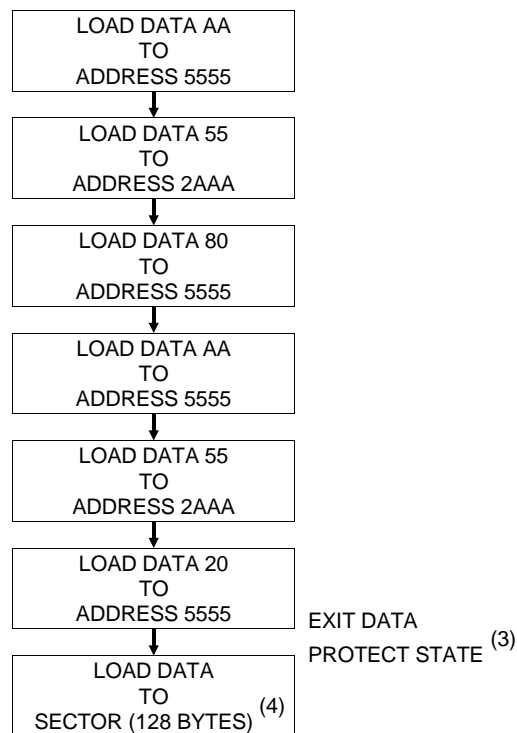 LOAD DATA AA
TO
ADDRESS 5555
LOAD DATA 55
TO
ADDRESS 2AAA
LOAD DATA 80
TO
ADDRESS 5555
LOAD DATA AA
TO
ADDRESS 5555
LOAD DATA 55
TO
ADDRESS 2AAA
LOAD DATA 20
TO
ADDRESS 5555
EXIT DATA
PROTECT STATE (3)
LOAD DATA
TO
SECTOR (128 BYTES) (4)